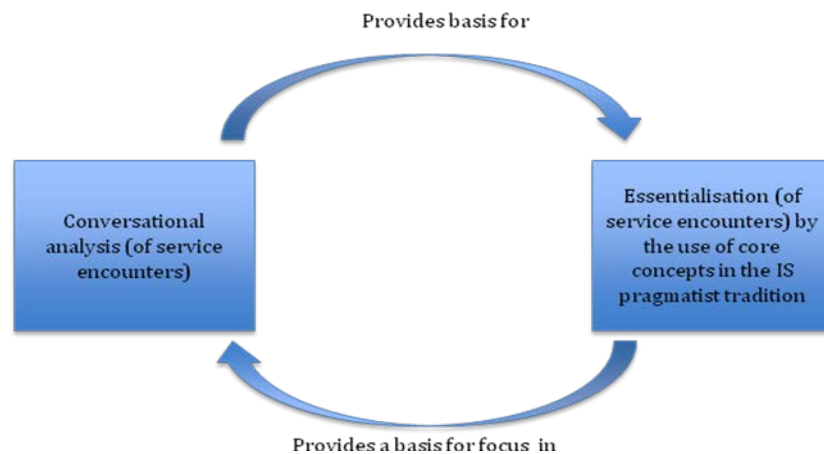 Provides basis for
Conversational
analysis (of service
encounters)
Essentialisation (of
service encounters) by
the use of core
concepts in the IS
pragmatist tradition
Provides a basis for focus in